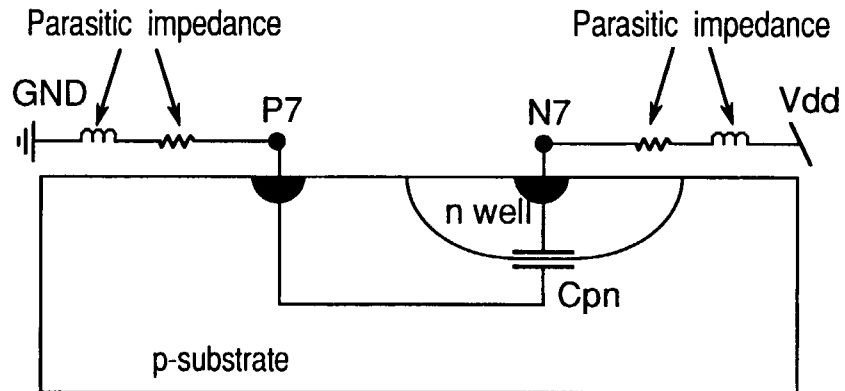 Parasitic impedance
Parasitic impedance
GND
P7
N7
Vdd
n well
Cpn
p-substrate